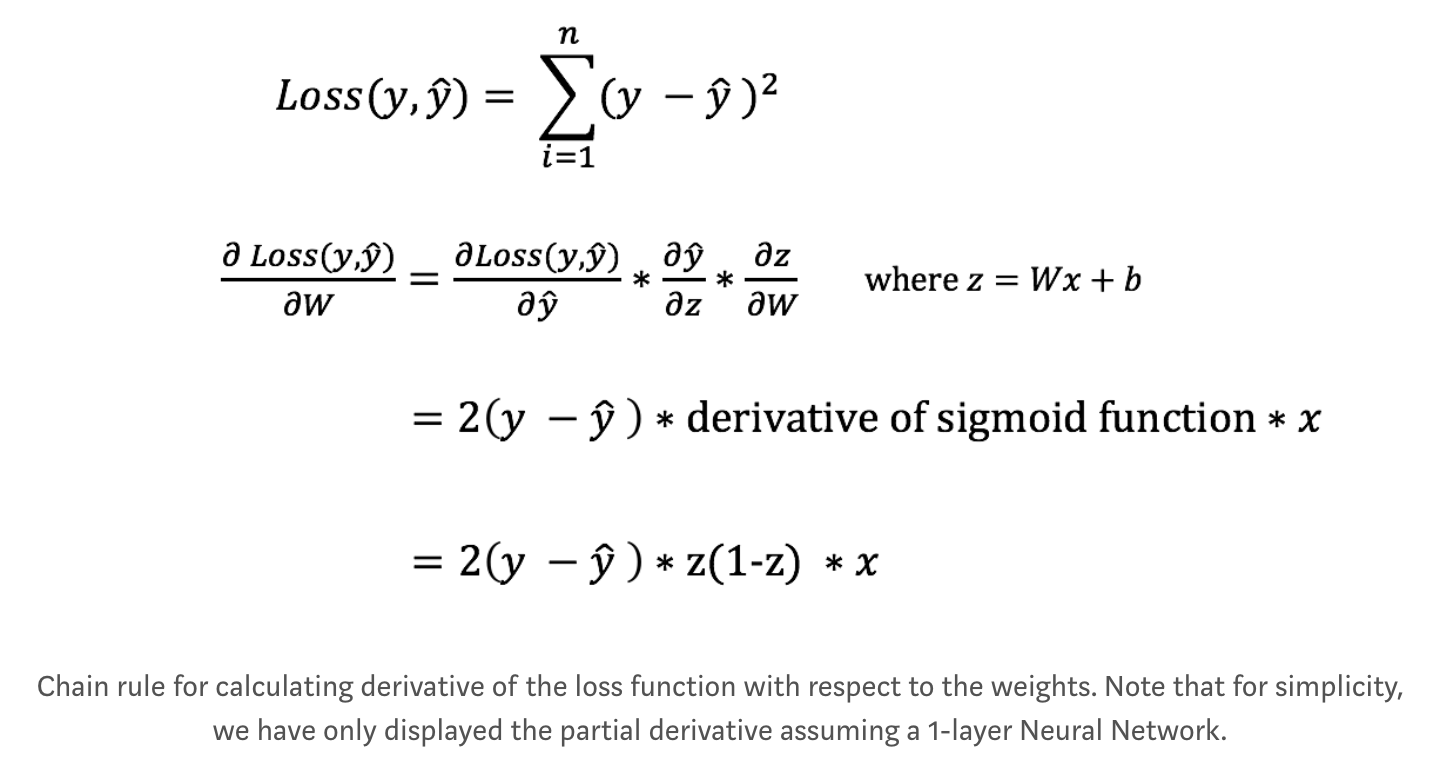 Loss(y, ŷ) = ∑_{i=1}^{n} (y − ŷ)²
∂ Loss(y,ŷ)/∂W = ∂Loss(y,ŷ)/∂ŷ * ∂ŷ/∂z * ∂z/∂W where z = Wx + b
= 2(y − ŷ) * derivative of sigmoid function * x
= 2(y − ŷ) * z(1-z) * x
Chain rule for calculating derivative of the loss function with respect to the weights. Note that for simplicity,
we have only displayed the partial derivative assuming a 1-layer Neural Network.